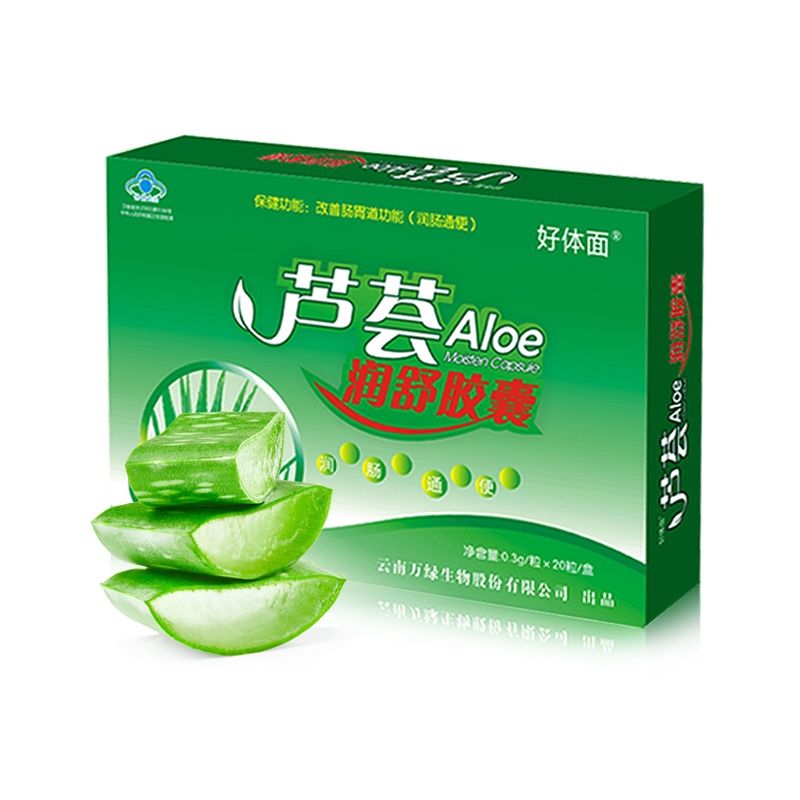 保健功能：改善肠胃道功能（润肠通便）
好体面®
芦荟Aloe
Moisten Capsule
润舒胶囊
润肠通便
净含量:0.3g/粒×20粒/盒
云南万绿生物股份有限公司 出品
芦荟Aloe
润舒胶囊